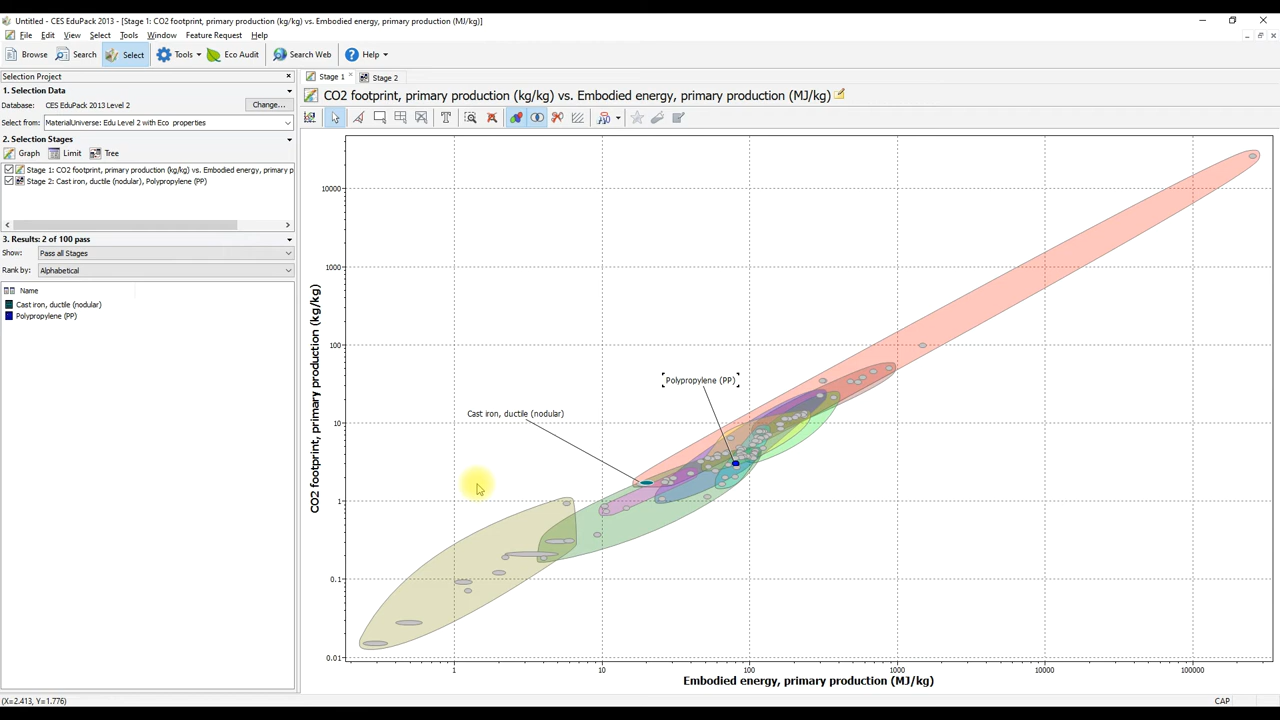 Untitled - CES EduPack 2013 - [Stage 1: CO2 footprint, primary production (kg/kg) vs. Embodied energy, primary production (MJ/kg)]
File Edit View Select Tools Window Feature Request Help
Browse Search Select Tools Eco Audit Search Web Help
Selection Project
1. Selection Data
Database: CES EduPack 2013 Level 2 Change...
Select from: MaterialUniverse: Edu Level 2 with Eco properties
2. Selection Stages
Graph Limit Tree
Stage 1: CO2 footprint, primary production (kg/kg) vs. Embodied energy, primary p
Stage 2: Cast iron, ductile (nodular), Polypropylene (PP)
3. Results: 2 of 100 pass
Show: Pass all Stages
Rank by: Alphabetical
Name
Cast iron, ductile (nodular)
Polypropylene (PP)
Stage 1 Stage 2
CO2 footprint, primary production (kg/kg) vs. Embodied energy, primary production (MJ/kg)
CO2 footprint, primary production (kg/kg)
10000
1000
100
10
1
0.1
0.01
Polypropylene (PP)
Cast iron, ductile (nodular)
1 10 100 1000 10000 100000
Embodied energy, primary production (MJ/kg)
(X=2.413, Y=1.776) CAP